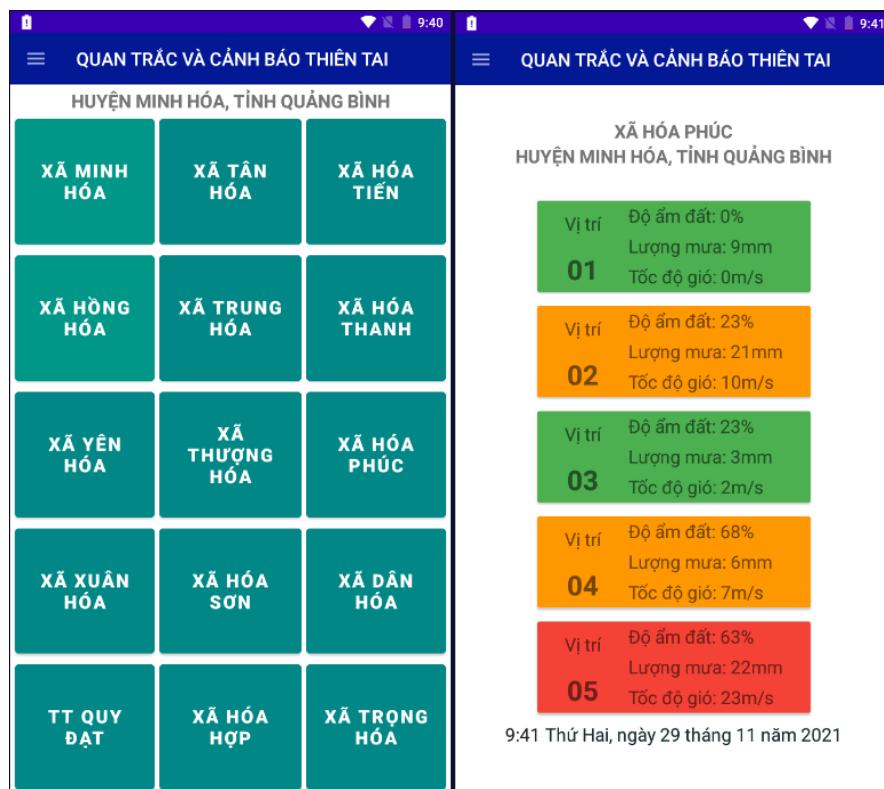 9:40
QUAN TRẮC VÀ CẢNH BÁO THIÊN TAI
HUYỆN MINH HÓA, TỈNH QUẢNG BÌNH
XÃ MINH
HÓA
XÃ TÂN
HÓA
XÃ HÓA
TIẾN
XÃ HỒNG
HÓA
XÃ TRUNG
HÓA
XÃ HÓA
THANH
XÃ YÊN
HÓA
XÃ
THƯỢNG
HÓA
XÃ HÓA
PHÚC
XÃ XUÂN
HÓA
XÃ HÓA
SƠN
XÃ DÂN
HÓA
TT QUY
ĐẠT
XÃ HÓA
HỢP
XÃ TRỌNG
HÓA
9:41
QUAN TRẮC VÀ CẢNH BÁO THIÊN TAI
XÃ HÓA PHÚC
HUYỆN MINH HÓA, TỈNH QUẢNG BÌNH
Vị trí
01
Độ ẩm đất: 0%
Lượng mưa: 9mm
Tốc độ gió: 0m/s
Vị trí
02
Độ ẩm đất: 23%
Lượng mưa: 21mm
Tốc độ gió: 10m/s
Vị trí
03
Độ ẩm đất: 23%
Lượng mưa: 3mm
Tốc độ gió: 2m/s
Vị trí
04
Độ ẩm đất: 68%
Lượng mưa: 6mm
Tốc độ gió: 7m/s
Vị trí
05
Độ ẩm đất: 63%
Lượng mưa: 22mm
Tốc độ gió: 23m/s
9:41 Thứ Hai, ngày 29 tháng 11 năm 2021